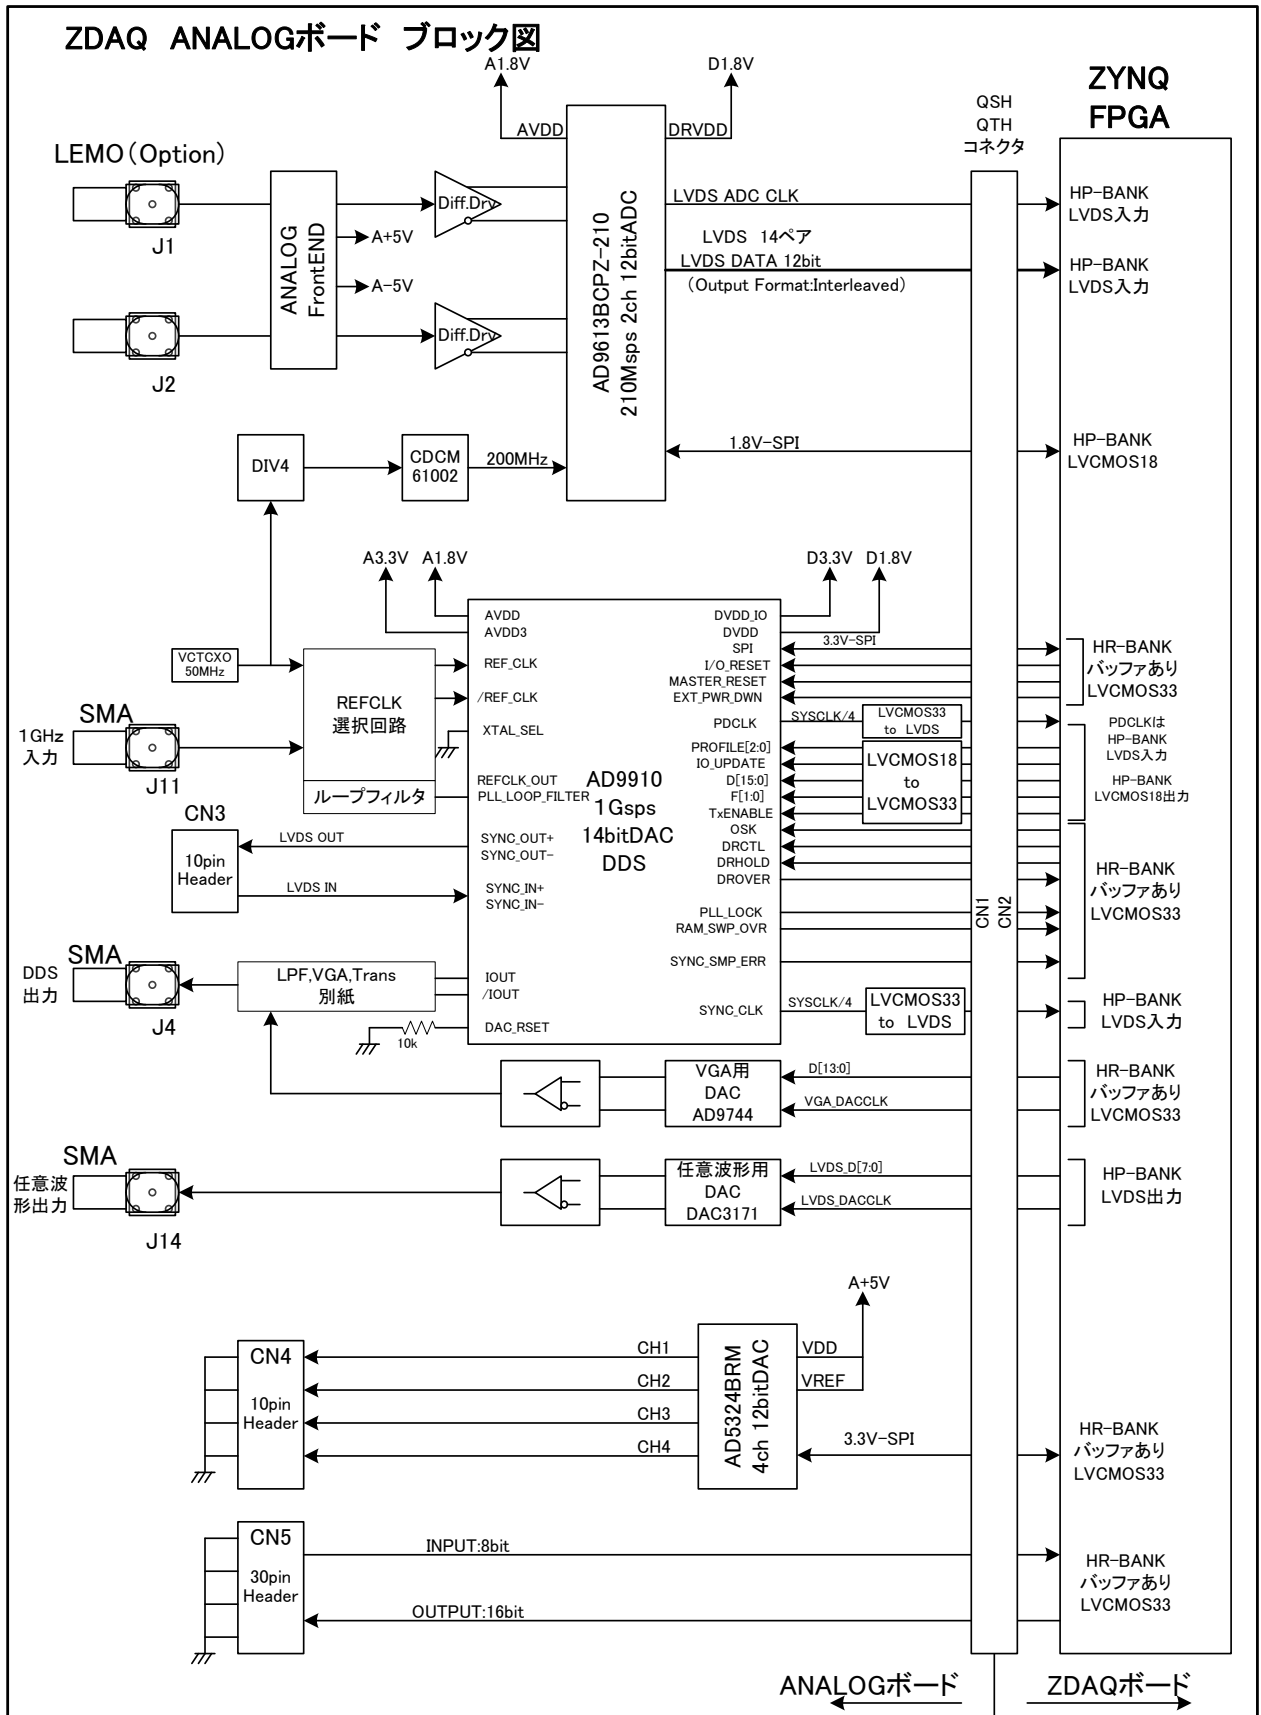 ZDAQ ANALOGボード ブロック図
A1.8V
D1.8V
ZYNQ
FPGA
QSH
QTH
コネクタ
AVDD
DRVDD
LEMO(Option)
J1
J2
ANALOG
FrontEND
A+5V
A-5V
Diff.Drv
Diff.Drv
AD9613BCPZ-210
210Msps 2ch 12bitADC
LVDS ADC CLK
LVDS 14ペア
LVDS DATA 12bit
(Output Format:Interleaved)
HP-BANK
LVDS入力
HP-BANK
LVDS入力
DIV4
CDCM
61002
200MHz
1.8V-SPI
HP-BANK
LVCMOS18
A3.3V
A1.8V
D3.3V
D1.8V
VCTCXO
50MHz
SMA
1GHz
入力
J11
REFCLK
選択回路
ループフィルタ
AVDD
AVDD3
REF_CLK
/REF_CLK
XTAL_SEL
REFCLK_OUT
PLL_LOOP_FILTER
SYNC_OUT+
SYNC_OUT-
SYNC_IN+
SYNC_IN-
IOUT
/IOUT
DAC_RSET
AD9910
1Gsps
14bitDAC
DDS
DVDD_IO
DVDD
SPI
I/O_RESET
MASTER_RESET
EXT_PWR_DWN
PDCLK
PROFILE[2:0]
IO_UPDATE
D[15:0]
F[1:0]
TxENABLE
OSK
DRCTL
DRHOLD
DROVER
PLL_LOCK
RAM_SWP_OVR
SYNC_SMP_ERR
SYNC_CLK
3.3V-SPI
SYSCLK/4
LVCMOS33
to LVDS
LVCMOS18
to
LVCMOS33
SYSCLK/4
LVCMOS33
to LVDS
CN1
CN2
HR-BANK
バッファあり
LVCMOS33
PDCLKは
HP-BANK
LVDS入力
HP-BANK
LVCMOS18出力
HR-BANK
バッファあり
LVCMOS33
HP-BANK
LVDS入力
CN3
10pin
Header
LVDS OUT
LVDS IN
SMA
DDS
出力
J4
LPF,VGA,Trans
別紙
10k
VGA用
DAC
AD9744
D[13:0]
VGA_DACCLK
HR-BANK
バッファあり
LVCMOS33
SMA
任意波
形出力
J14
任意波形用
DAC
DAC3171
LVDS_D[7:0]
LVDS_DACCLK
HP-BANK
LVDS出力
A+5V
CN4
10pin
Header
CH1
CH2
CH3
CH4
AD5324BRM
4ch 12bitDAC
VDD
VREF
3.3V-SPI
HR-BANK
バッファあり
LVCMOS33
CN5
30pin
Header
INPUT:8bit
OUTPUT:16bit
HR-BANK
バッファあり
LVCMOS33
ANALOGボード
ZDAQボード